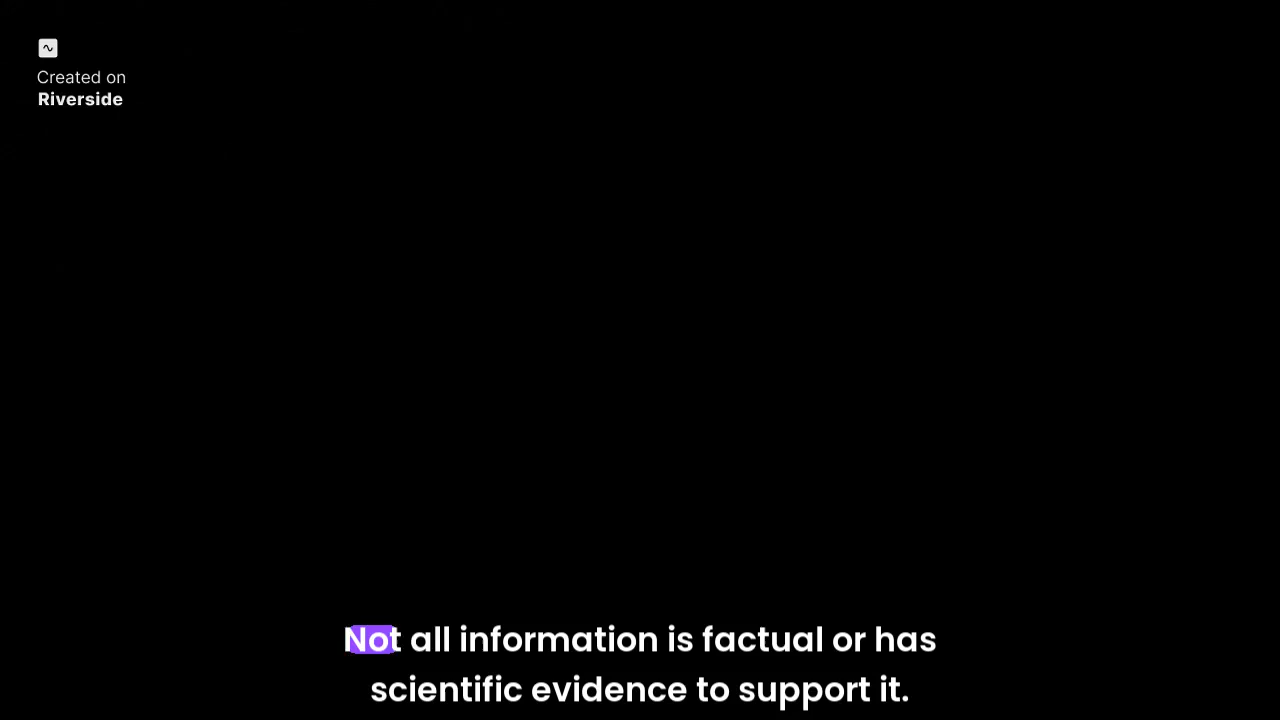 Created on
Riverside
Not all information is factual or has
scientific evidence to support it.